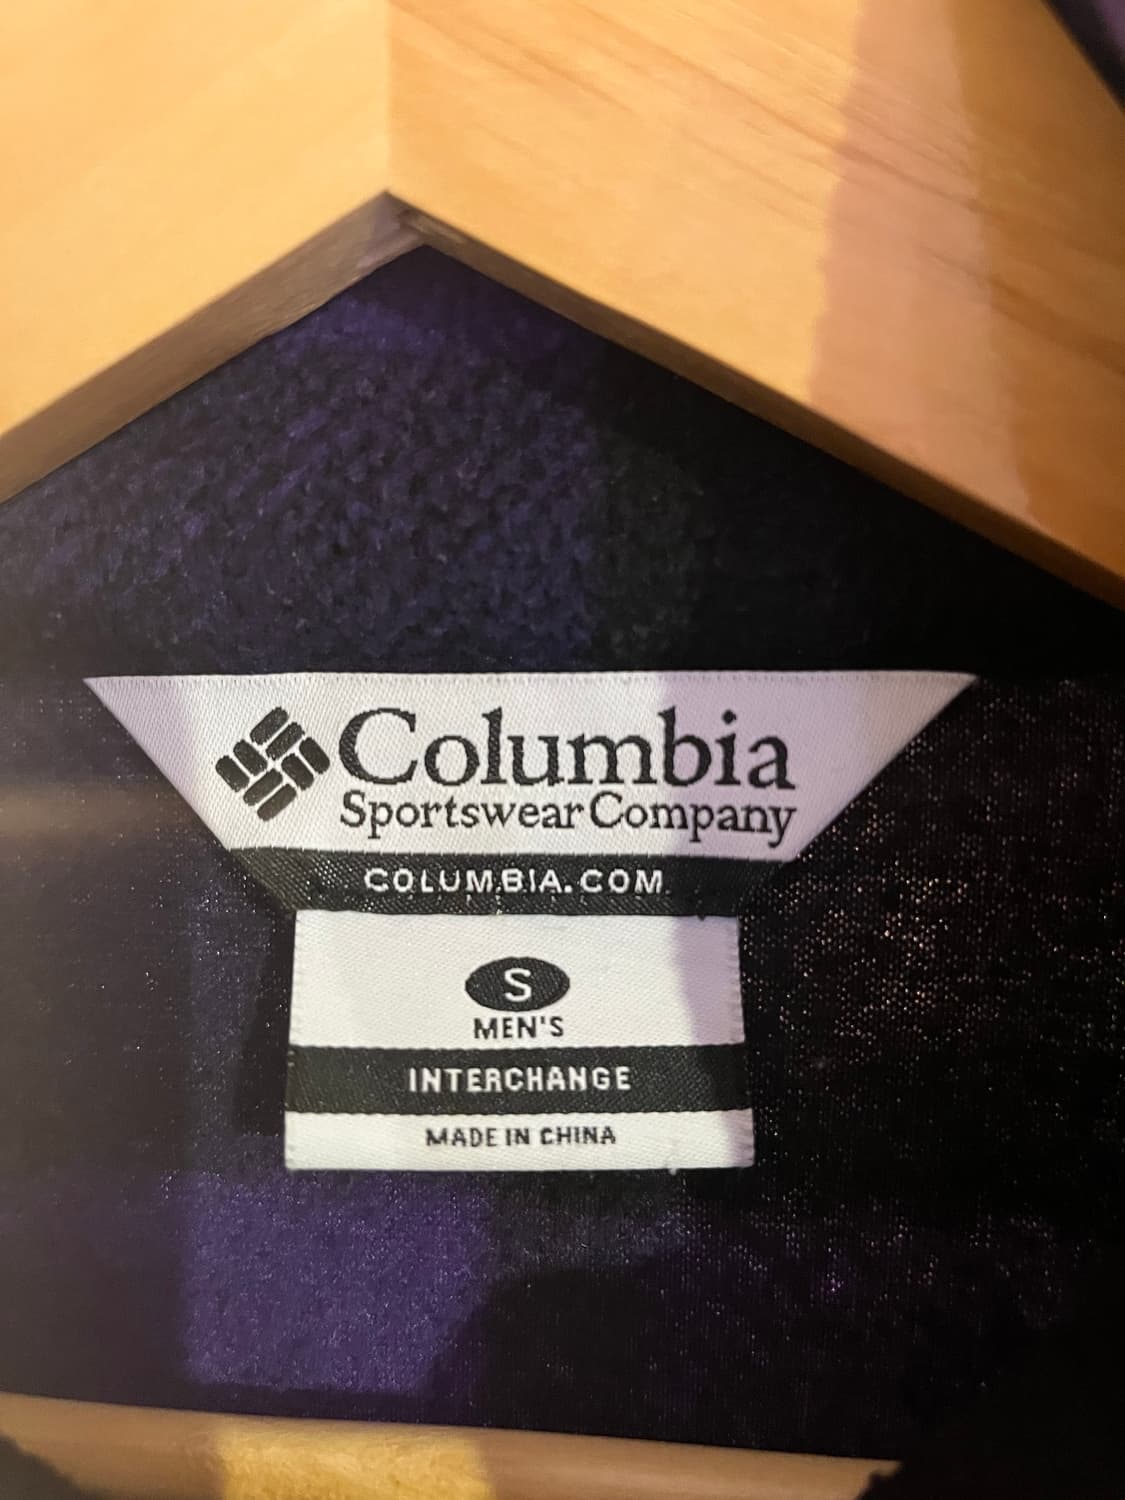 Columbia
Sportswear Company
COLUMBIA.COM
S
MEN'S
INTERCHANGE
MADE IN CHINA